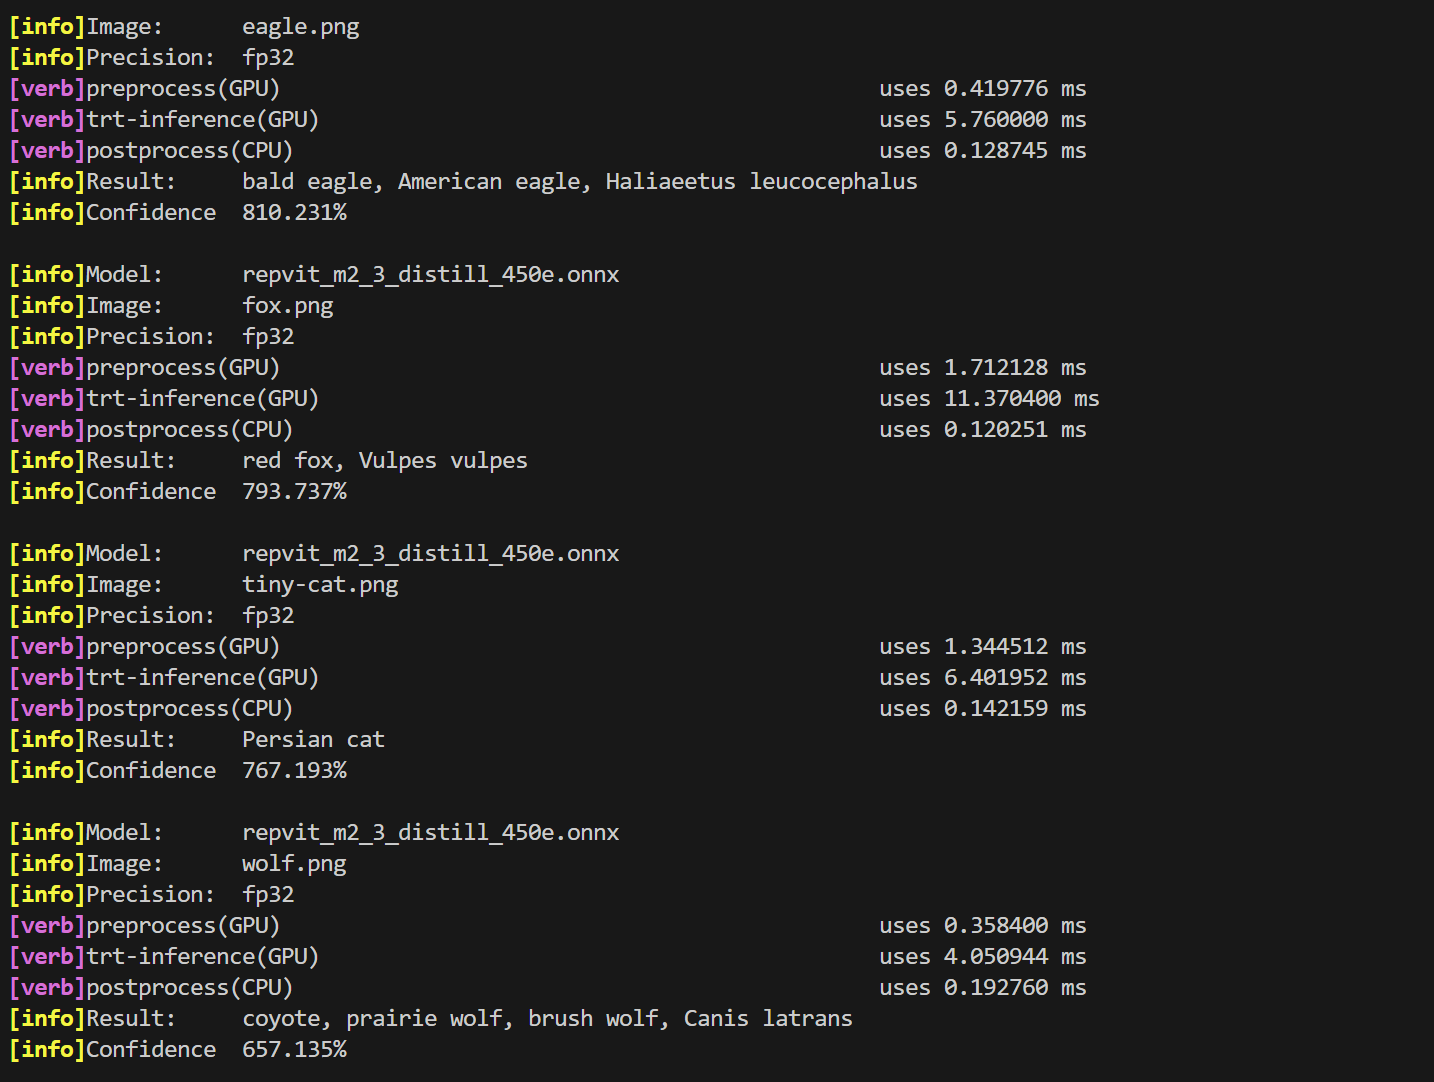 [info]Image: eagle.png
[info]Precision: fp32
[verb]preprocess(GPU) uses 0.419776 ms
[verb]trt-inference(GPU) uses 5.760000 ms
[verb]postprocess(CPU) uses 0.128745 ms
[info]Result: bald eagle, American eagle, Haliaeetus leucocephalus
[info]Confidence 810.231%
[info]Model: repvit_m2_3_distill_450e.onnx
[info]Image: fox.png
[info]Precision: fp32
[verb]preprocess(GPU) uses 1.712128 ms
[verb]trt-inference(GPU) uses 11.370400 ms
[verb]postprocess(CPU) uses 0.120251 ms
[info]Result: red fox, Vulpes vulpes
[info]Confidence 793.737%
[info]Model: repvit_m2_3_distill_450e.onnx
[info]Image: tiny-cat.png
[info]Precision: fp32
[verb]preprocess(GPU) uses 1.344512 ms
[verb]trt-inference(GPU) uses 6.401952 ms
[verb]postprocess(CPU) uses 0.142159 ms
[info]Result: Persian cat
[info]Confidence 767.193%
[info]Model: repvit_m2_3_distill_450e.onnx
[info]Image: wolf.png
[info]Precision: fp32
[verb]preprocess(GPU) uses 0.358400 ms
[verb]trt-inference(GPU) uses 4.050944 ms
[verb]postprocess(CPU) uses 0.192760 ms
[info]Result: coyote, prairie wolf, brush wolf, Canis latrans
[info]Confidence 657.135%